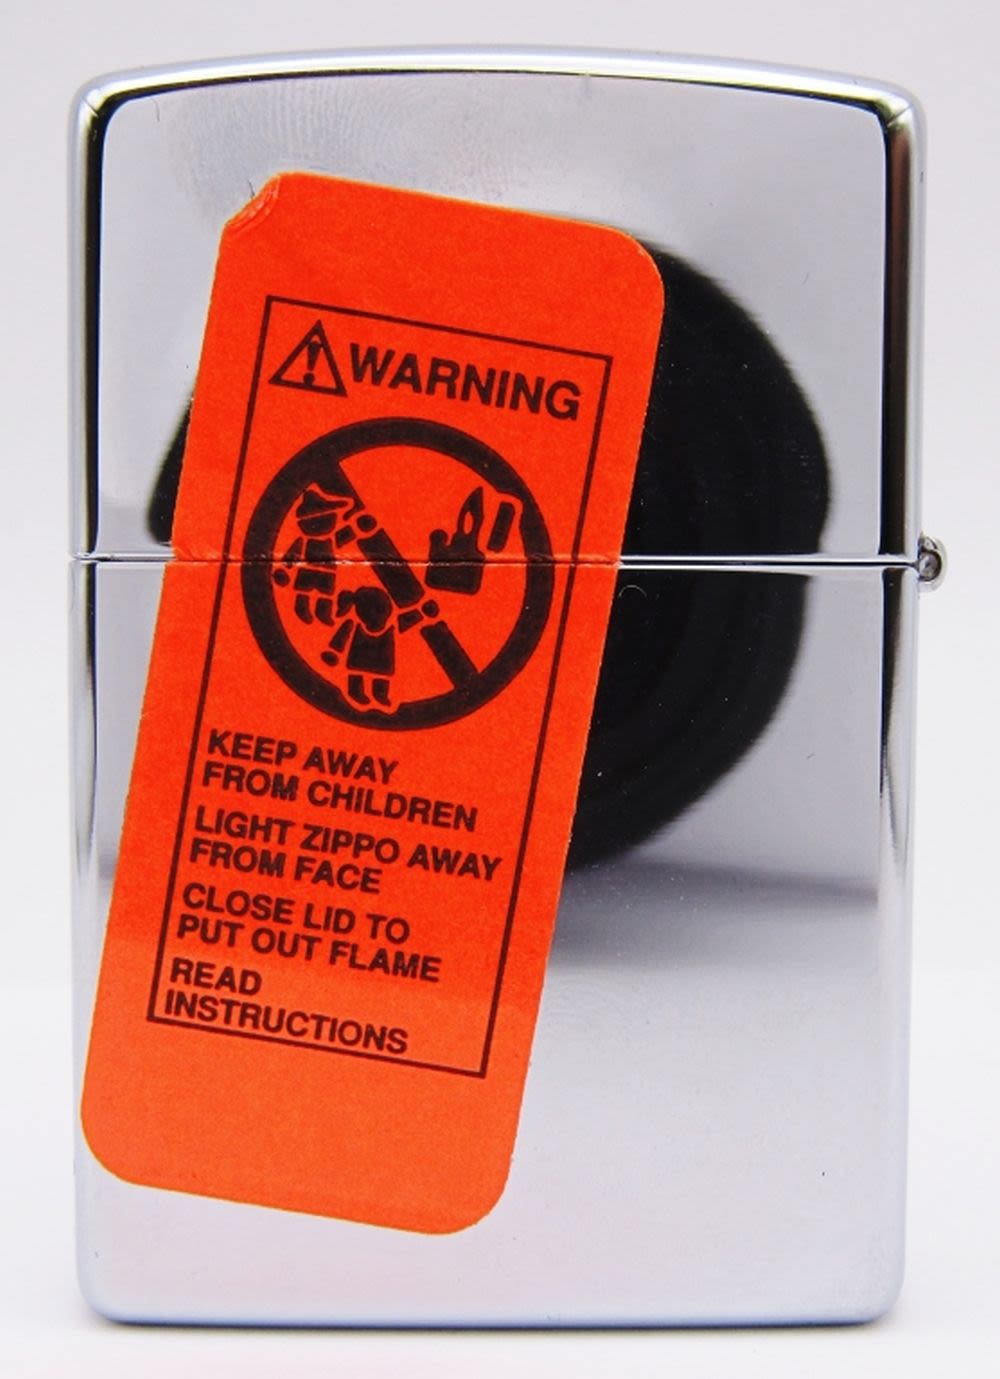 WARNING
KEEP AWAY
FROM CHILDREN
LIGHT ZIPPO AWAY
FROM FACE
CLOSE LID TO
PUT OUT FLAME
READ
INSTRUCTIONS